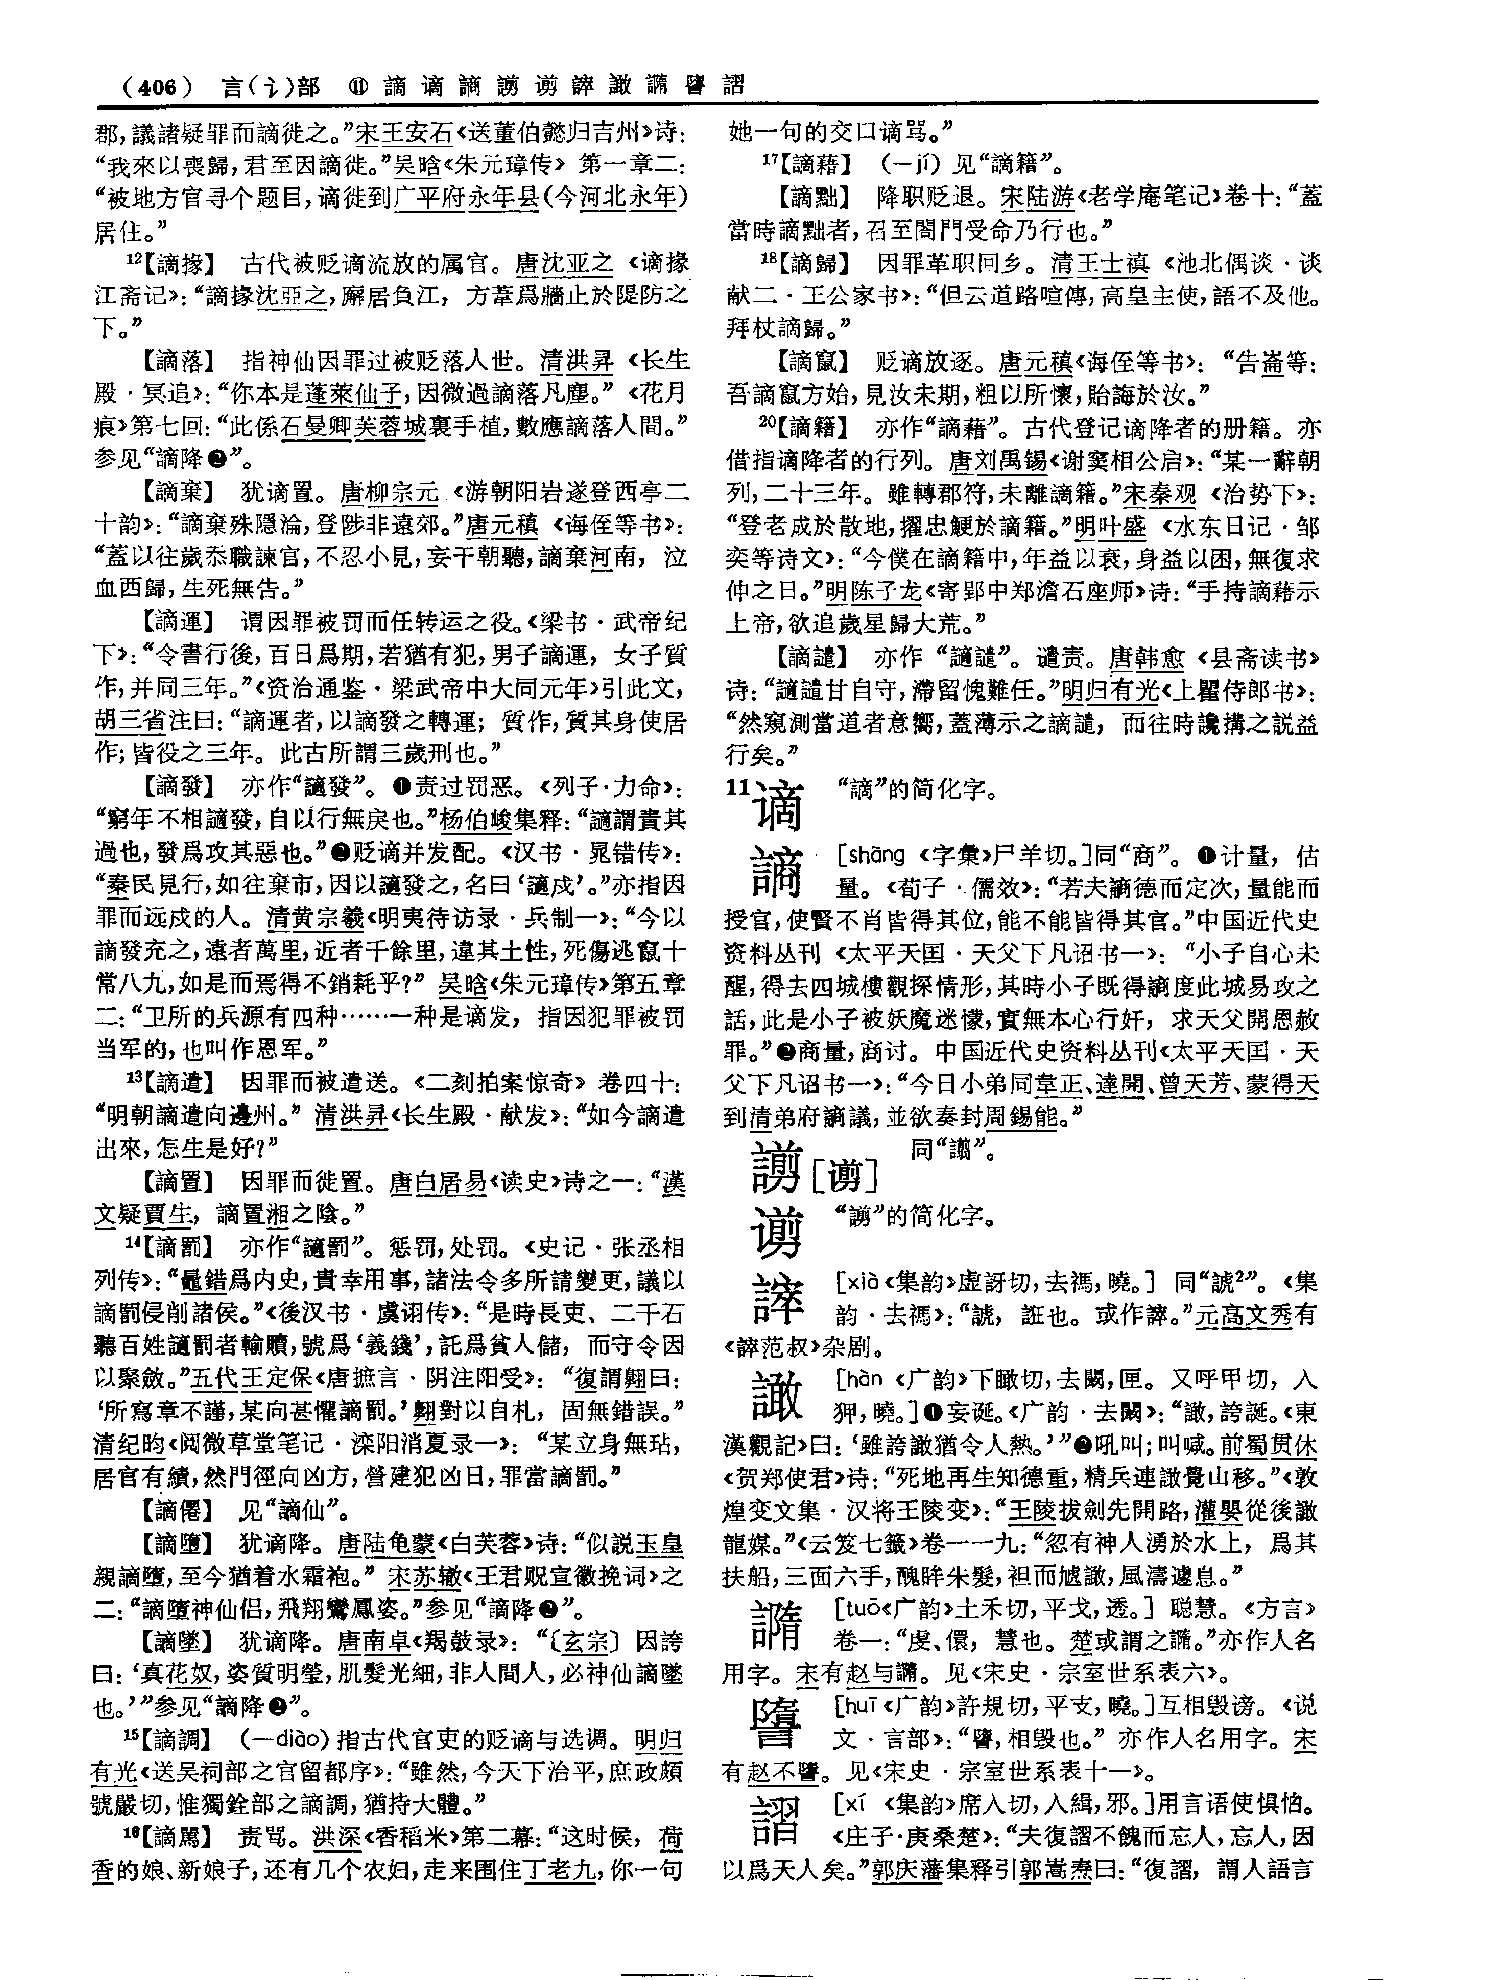 （406） 言(讠)部 ⑪ 謫谪謪謭谫誶譀譐讆謵
郡，議諸疑罪而謫徙之。”宋王安石《送董伯懿归吉州》诗：
“我來以喪歸，君至因謫徙。”吴晗《朱元璋传》第一章二：
“被地方官寻个题目，谪徙到广平府永年县（今河北永年）
居住。”
¹²【謫掾】 古代被贬谪流放的属官。唐沈亚之《谪掾
江斋记》：“謫掾沈亞之，廨居負江，方葦爲牆止於隄防之
下。”
【謫落】 指神仙因罪过被贬落人世。清洪昇《长生
殿·冥追》：“你本是蓬萊仙子，因微過謫落凡塵。”《花月
痕》第七回：“此係石曼卿芙蓉城裏手植，數應謫落人間。”
参见“謫降❷”。
【謫棄】 犹谪置。唐柳宗元《游朝阳岩遂登西亭二
十韵》：“謫棄殊隱淪，登陟非遠郊。”唐元稹《诲侄等书》：
“蓋以往歲忝職諫官，不忍小見，妄干朝聽，謫棄河南，泣
血西歸，生死無告。”
【謫運】 谓因罪被罚而任转运之役。《梁书·武帝纪
下》：“令書行後，百日爲期，若猶有犯，男子謫運，女子質
作，并同三年。”《资治通鉴·梁武帝中大同元年》引此文，
胡三省注曰：“謫運者，以謫發之轉運；質作，質其身使居
作；皆役之三年。此古所謂三歲刑也。”
【謫發】 亦作“讁發”。❶责过罚恶。《列子·力命》：
“窮年不相讁發，自以行無戾也。”杨伯峻集释：“讁謂責其
過也，發爲攻其惡也。”❷贬谪并发配。《汉书·晁错传》：
“秦民見行，如往棄市，因以讁發之，名曰‘讁戍’。”亦指因
罪而远戍的人。清黄宗羲《明夷待访录·兵制一》：“今以
謫發充之，遠者萬里，近者千餘里，違其土性，死傷逃竄十
常八九，如是而焉得不銷耗乎？”吴晗《朱元璋传》第五章
二：“卫所的兵源有四种……一种是谪发，指因犯罪被罚
当军的，也叫作恩军。”
¹³【謫遣】 因罪而被遣送。《二刻拍案惊奇》卷四十：
“明朝謫遣向邊州。”清洪昇《长生殿·献发》：“如今謫遣
出來，怎生是好？”
【謫置】 因罪而徙置。唐白居易《读史》诗之一：“漢
文疑賈生，謫置湘之陰。”
¹⁴【謫罰】 亦作“讁罰”。惩罚，处罚。《史记·张丞相
列传》：“鼂錯爲内史，貴幸用事，諸法令多所請變更，議以
謫罰侵削諸侯。”《後汉书·虞诩传》：“是時長吏、二千石
聽百姓讁罰者輸贖，號爲‘義錢’，託爲貧人儲，而守令因
以聚斂。”五代王定保《唐摭言·阴注阳受》：“復謂翺曰：
‘所寫章不謹，某向甚懼謫罰。’翺對以自札，固無錯誤。”
清纪昀《阅微草堂笔记·滦阳消夏录一》：“某立身無玷，
居官有績，然門徑向凶方，營建犯凶日，罪當謫罰。”
【謫僊】 见“謫仙”。
【謫墮】 犹谪降。唐陆龟蒙《白芙蓉》诗：“似説玉皇
親謫墮，至今猶着水霜袍。”宋苏辙《王君贶宣徽挽词》之
二：“謫墮神仙侣，飛翔鸞鳳姿。”参见“謫降❷”。
【謫墜】 犹谪降。唐南卓《羯鼓录》：“〔玄宗〕因誇
曰：‘真花奴，姿質明瑩，肌髮光細，非人間人，必神仙謫墜
也。’”参见“謫降❷”。
¹⁵【謫調】 （—diào）指古代官吏的贬谪与选调。明归
有光《送吴祠部之官留都序》：“雖然，今天下治平，庶政頗
號嚴切，惟獨銓部之謫調，猶持大體。”
¹⁶【謫駡】 责骂。洪深《香稻米》第二幕：“这时候，荷
香的娘、新娘子，还有几个农妇，走来围住丁老九，你一句
她一句的交口谪骂。”
¹⁷【謫藉】 （—jí）见“謫籍”。
【謫黜】 降职贬退。宋陆游《老学庵笔记》卷十：“蓋
當時謫黜者，召至閤門受命乃行也。”
¹⁸【謫歸】 因罪革职回乡。清王士禛《池北偶谈·谈
献二·王公家书》：“但云道路喧傳，高皇主使，語不及他。
拜杖謫歸。”
【謫竄】 贬谪放逐。唐元稹《诲侄等书》：“告崙等：
吾謫竄方始，見汝未期，粗以所懷，貽誨於汝。”
²⁰【謫籍】 亦作“謫藉”。古代登记谪降者的册籍。亦
借指谪降者的行列。唐刘禹锡《谢窦相公启》：“某一辭朝
列，二十三年。雖轉郡符，未離謫籍。”宋秦观《治势下》：
“登老成於散地，擢忠鯁於謫籍。”明叶盛《水东日记·邹
奕等诗文》：“今僕在謫籍中，年益以衰，身益以困，無復求
伸之日。”明陈子龙《寄郢中郑澹石座师》诗：“手持謫藉示
上帝，欲追歲星歸大荒。”
【謫譴】 亦作“讁譴”。谴责。唐韩愈《县斋读书》
诗：“讁譴甘自守，滯留愧難任。”明归有光《上瞿侍郎书》：
“然窺測當道者意嚮，蓋薄示之謫譴，而往時讒搆之説益
行矣。”
11谪 “謫”的简化字。
謪 [shāng《字彙》尸羊切。]同“商”。❶计量，估
量。《荀子·儒效》：“若夫謪德而定次，量能而
授官，使賢不肖皆得其位，能不能皆得其官。”中国近代史
资料丛刊《太平天囯·天父下凡诏书一》：“小子自心未
醒，得去四城樓觀探情形，其時小子既得謪度此城易攻之
話，此是小子被妖魔迷懞，實無本心行奸，求天父開恩赦
罪。”❷商量，商讨。中国近代史资料丛刊《太平天囯·天
父下凡诏书一》：“今日小弟同韋正、達開、曾天芳、蒙得天
到清弟府謪議，並欲奏封周錫能。”
謭[谫] 同“譾”。
谫 “謭”的简化字。
[xià《集韵》虚訝切，去禡，曉。]同“諕²”。《集
韵·去禡》：“諕，誑也。或作誶。”元高文秀有
《誶范叔》杂剧。
譀 [hàn《广韵》下瞰切，去闞，匣。又呼甲切，入
狎，曉。]❶妄诞。《广韵·去闞》：“譀，誇誕。《東
漢觀記》曰：‘雖誇譀猶令人熱。’”❷吼叫；叫喊。前蜀贯休
《贺郑使君》诗：“死地再生知德重，精兵連譀覺山移。”《敦
煌变文集·汉将王陵变》：“王陵拔劍先開路，灌嬰從後譀
龍媒。”《云笈七籤》卷一一九：“忽有神人湧於水上，爲其
扶船，三面六手，醜眸朱髮，袒而摅譀，風濤遽息。”
[tuō《广韵》土禾切，平戈，透。]聪慧。《方言》
卷一：“虔、儇，慧也。楚或謂之䜏。”亦作人名
用字。宋有赵与䜏。见《宋史·宗室世系表六》。
[huī《广韵》許規切，平支，曉。]互相毁谤。《说
文·言部》：“䜐，相毁也。”亦作人名用字。宋
有赵不䜐。见《宋史·宗室世系表十一》。
謵 [xí《集韵》席入切，入緝，邪。]用言语使惧怕。
《庄子·庚桑楚》：“夫復謵不餽而忘人，忘人，因
以爲天人矣。”郭庆藩集释引郭嵩焘曰：“復謵，謂人語言